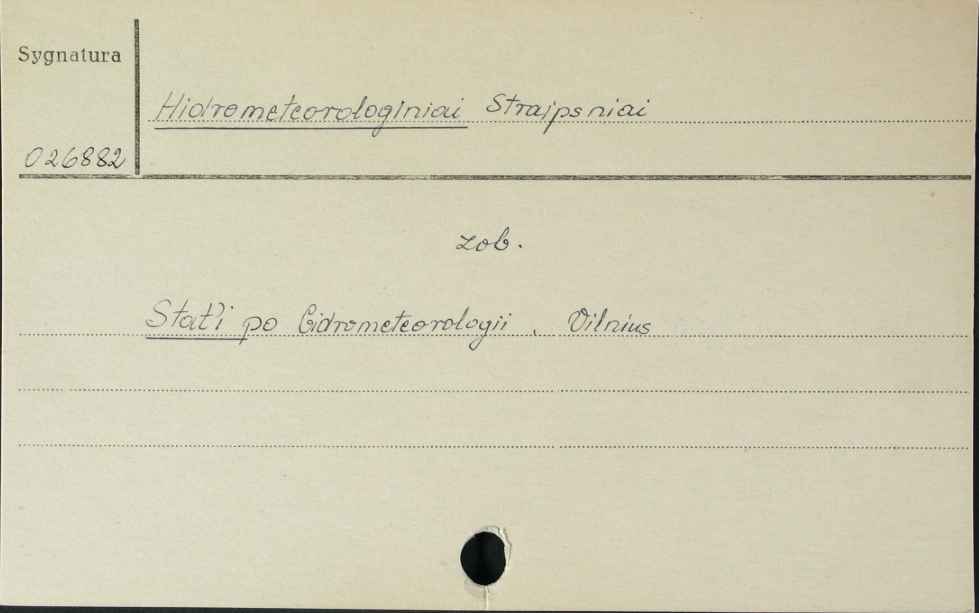 Sygnatura
Hidrometeorologiniai Straipsniai
026882
zob.
Stat'i po Gidrometeorologii, Vilnius